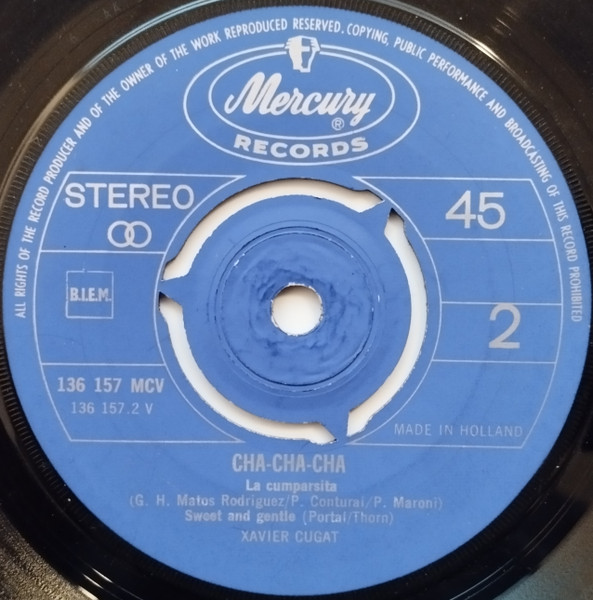 ALL RIGHTS OF THE RECORD PRODUCER AND OF THE OWNER OF THE WORK REPRODUCED RESERVED. COPYING, PUBLIC PERFORMANCE AND BROADCASTING OF THIS RECORD PROHIBITED
Mercury
®
RECORDS
STEREO
45
B.I.E.M.
2
136 157 MCV
136 157.2 V
MADE IN HOLLAND
CHA-CHA-CHA
La cumparsita
(G. H. Matos Rodriguez/P. Conturai/P. Maroni)
Sweet and gentle (Portal/Thorn)
XAVIER CUGAT